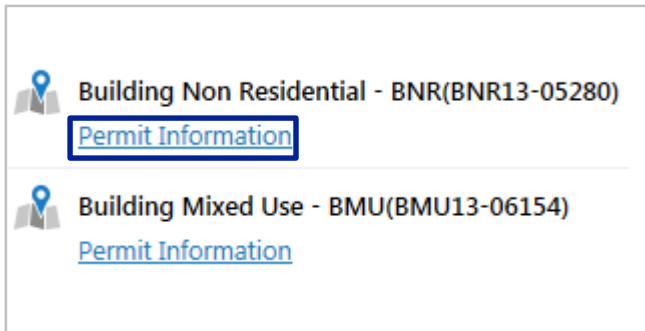 Building Non Residential - BNR(BNR13-05280)
Permit Information
Building Mixed Use - BMU(BMU13-06154)
Permit Information